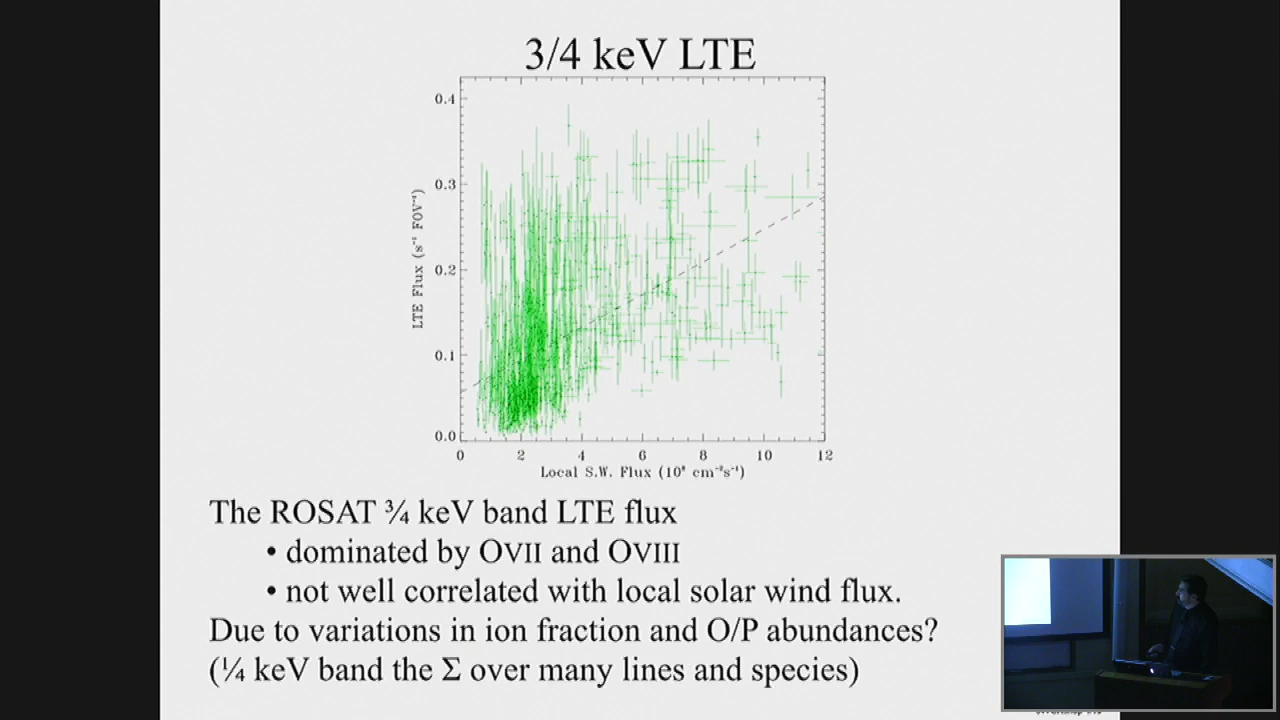 3/4 keV LTE
0.4
0.3
0.2
0.1
0.0
LTE Flux (s⁻¹ FOV⁻¹)
0 2 4 6 8 10 12
Local S.W. Flux (10⁸ cm⁻²s⁻¹)
The ROSAT ¾ keV band LTE flux
• dominated by OVII and OVIII
• not well correlated with local solar wind flux.
Due to variations in ion fraction and O/P abundances?
(¼ keV band the Σ over many lines and species)